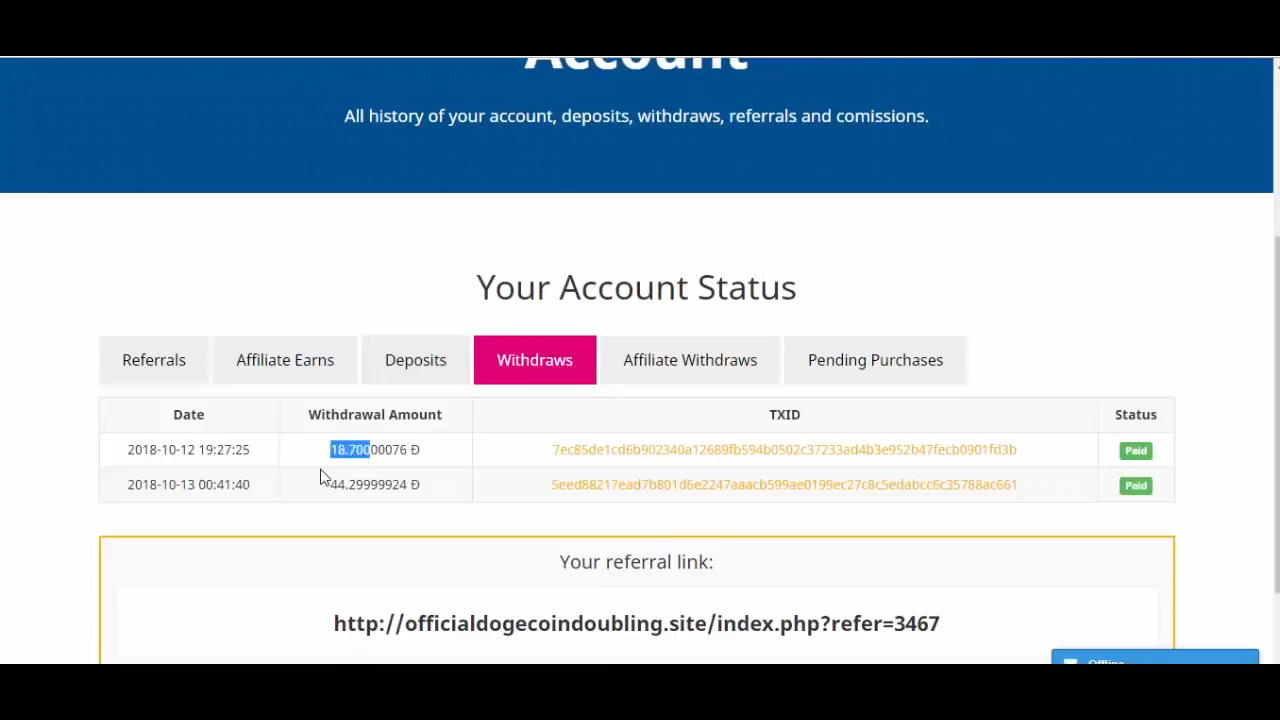 Account
All history of your account, deposits, withdraws, referrals and comissions.
Your Account Status
Referrals Affiliate Earns Deposits Withdraws Affiliate Withdraws Pending Purchases
Date Withdrawal Amount TXID Status
2018-10-12 19:27:25 18.70000076 Ð 7ec85de1cd6b902340a12689fb594b0502c37233ad4b3e952b47fecb0901fd3b Paid
2018-10-13 00:41:40 44.29999924 Ð 5eed88217ead7b801d6e2247aaacb599ae0199ec27c8c5edabcc6c35788ac661 Paid
Your referral link:
http://officialdogecoindoubling.site/index.php?refer=3467
Offline